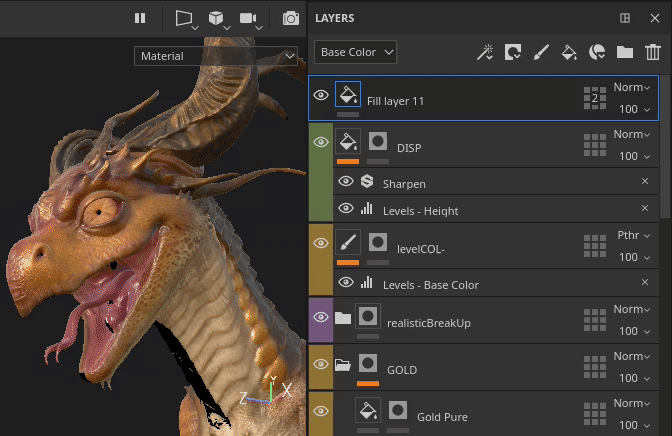 LAYERS
Material
Base Color
Fill layer 11
2
Norm
100
DISP
Norm
100
Sharpen
Levels - Height
levelCOL-
Pthr
100
Levels - Base Color
realisticBreakUp
Norm
100
GOLD
Norm
100
Gold Pure
Norm
100
Y
Z
X